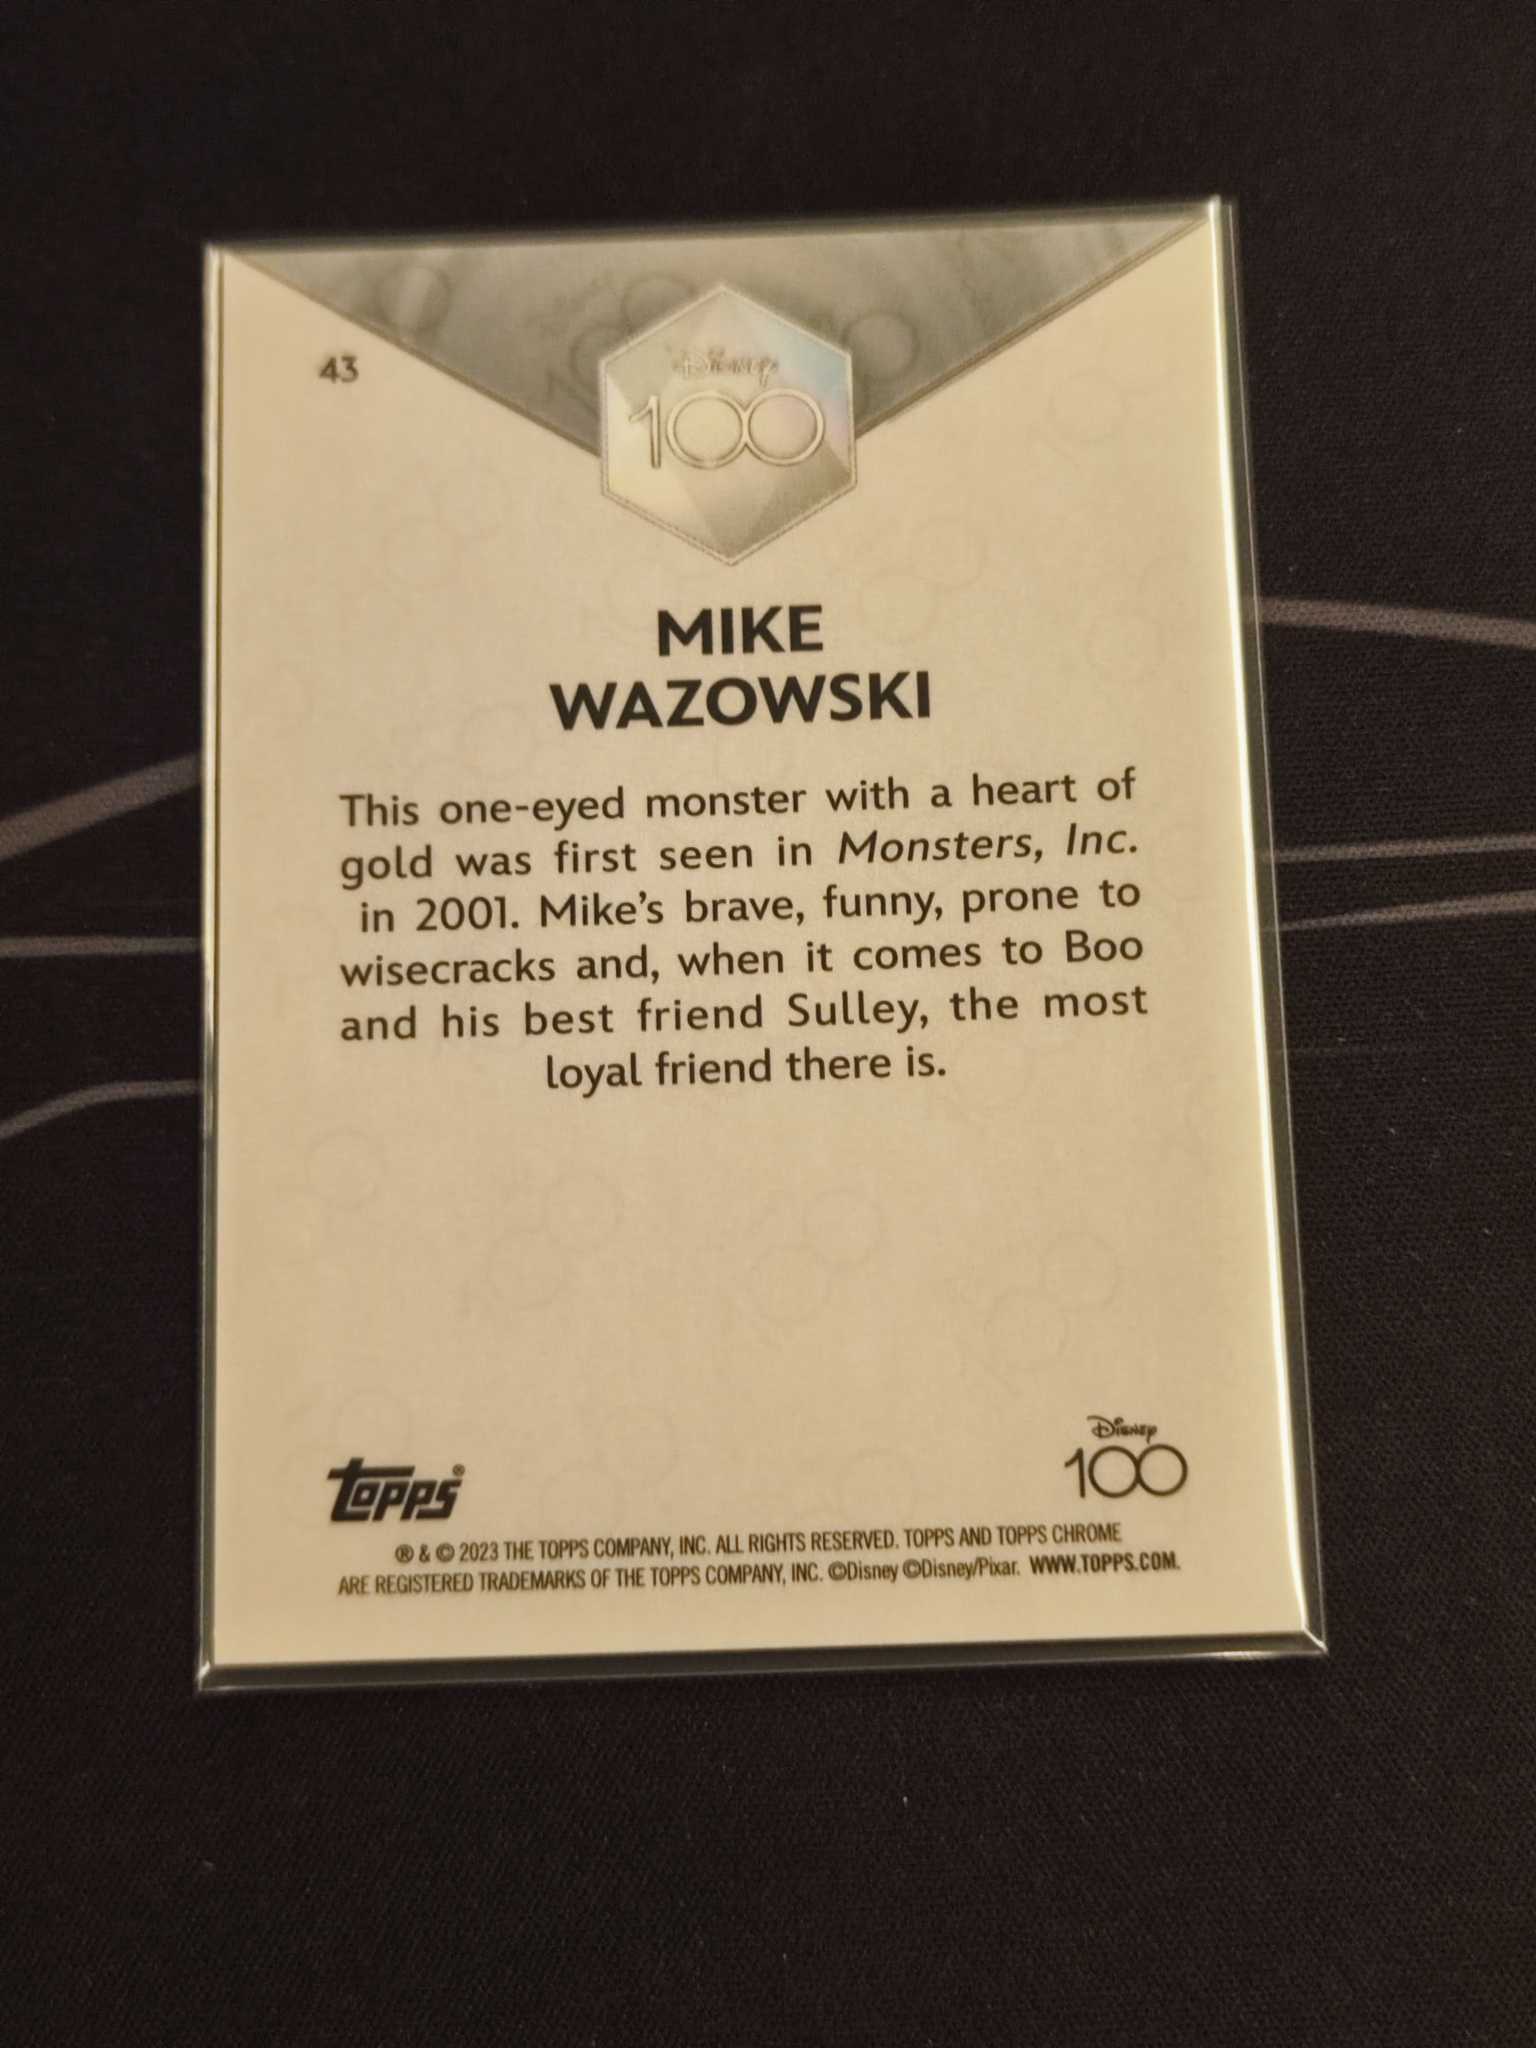 43
Disney
100
MIKE
WAZOWSKI
This one-eyed monster with a heart of
gold was first seen in Monsters, Inc.
in 2001. Mike's brave, funny, prone to
wisecracks and, when it comes to Boo
and his best friend Sulley, the most
loyal friend there is.
topps®
Disney
100
® & © 2023 THE TOPPS COMPANY, INC. ALL RIGHTS RESERVED. TOPPS AND TOPPS CHROME
ARE REGISTERED TRADEMARKS OF THE TOPPS COMPANY, INC. ©Disney ©Disney/Pixar. WWW.TOPPS.COM.